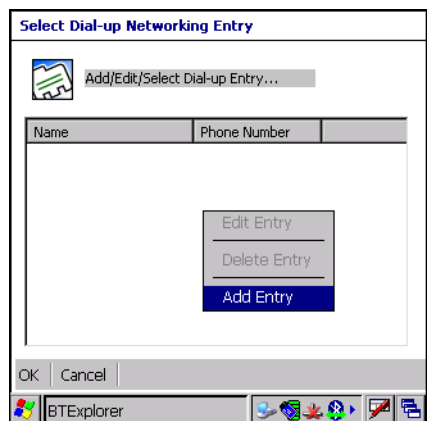 Select Dial-up Networking Entry
Add/Edit/Select Dial-up Entry...
Name Phone Number
Edit Entry
Delete Entry
Add Entry
OK Cancel
BTExplorer